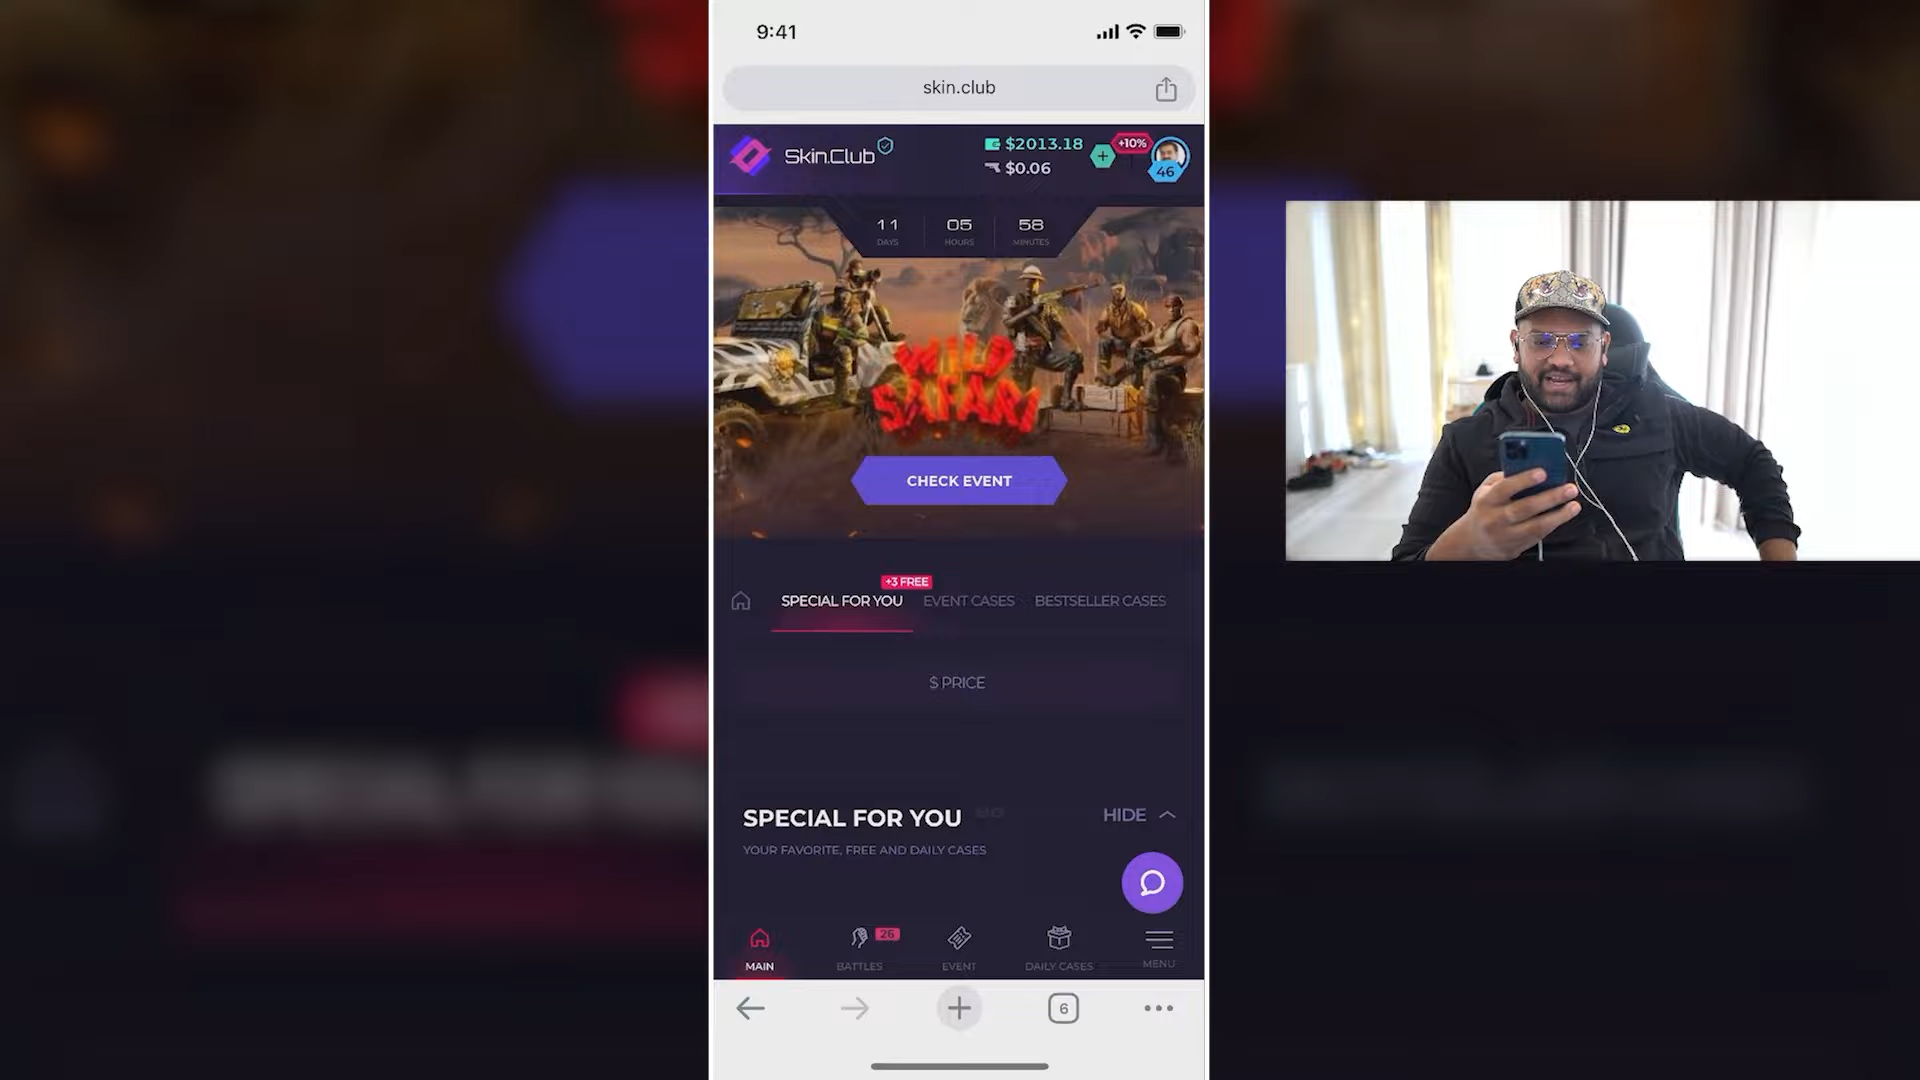 9:41
skin.club
Skin.Club
$2013.18
+10%
$0.06
46
11
05
58
DAYS
HOURS
MINUTES
WILD
SAFARI
CHECK EVENT
+3 FREE
SPECIAL FOR YOU
EVENT CASES
BESTSELLER CASES
$ PRICE
SPECIAL FOR YOU
HIDE
YOUR FAVORITE, FREE AND DAILY CASES
26
MAIN
BATTLES
EVENT
DAILY CASES
MENU
6